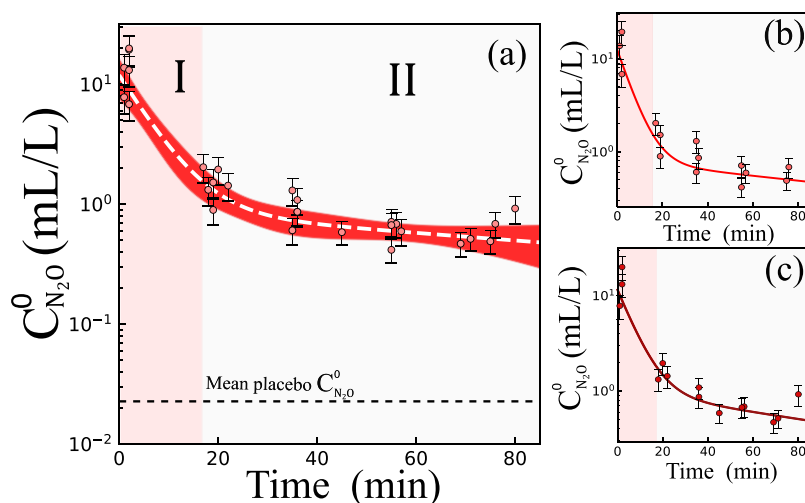 (a)
I
II
10¹
10⁰
10⁻¹
10⁻²
C⁰N₂O (mL/L)
Mean placebo C⁰N₂O
0 20 40 60 80
Time (min)
(b)
10¹
10⁰
C⁰N₂O (mL/L)
0 20 40 60 80
Time (min)
(c)
10¹
10⁰
C⁰N₂O (mL/L)
0 20 40 60 80
Time (min)